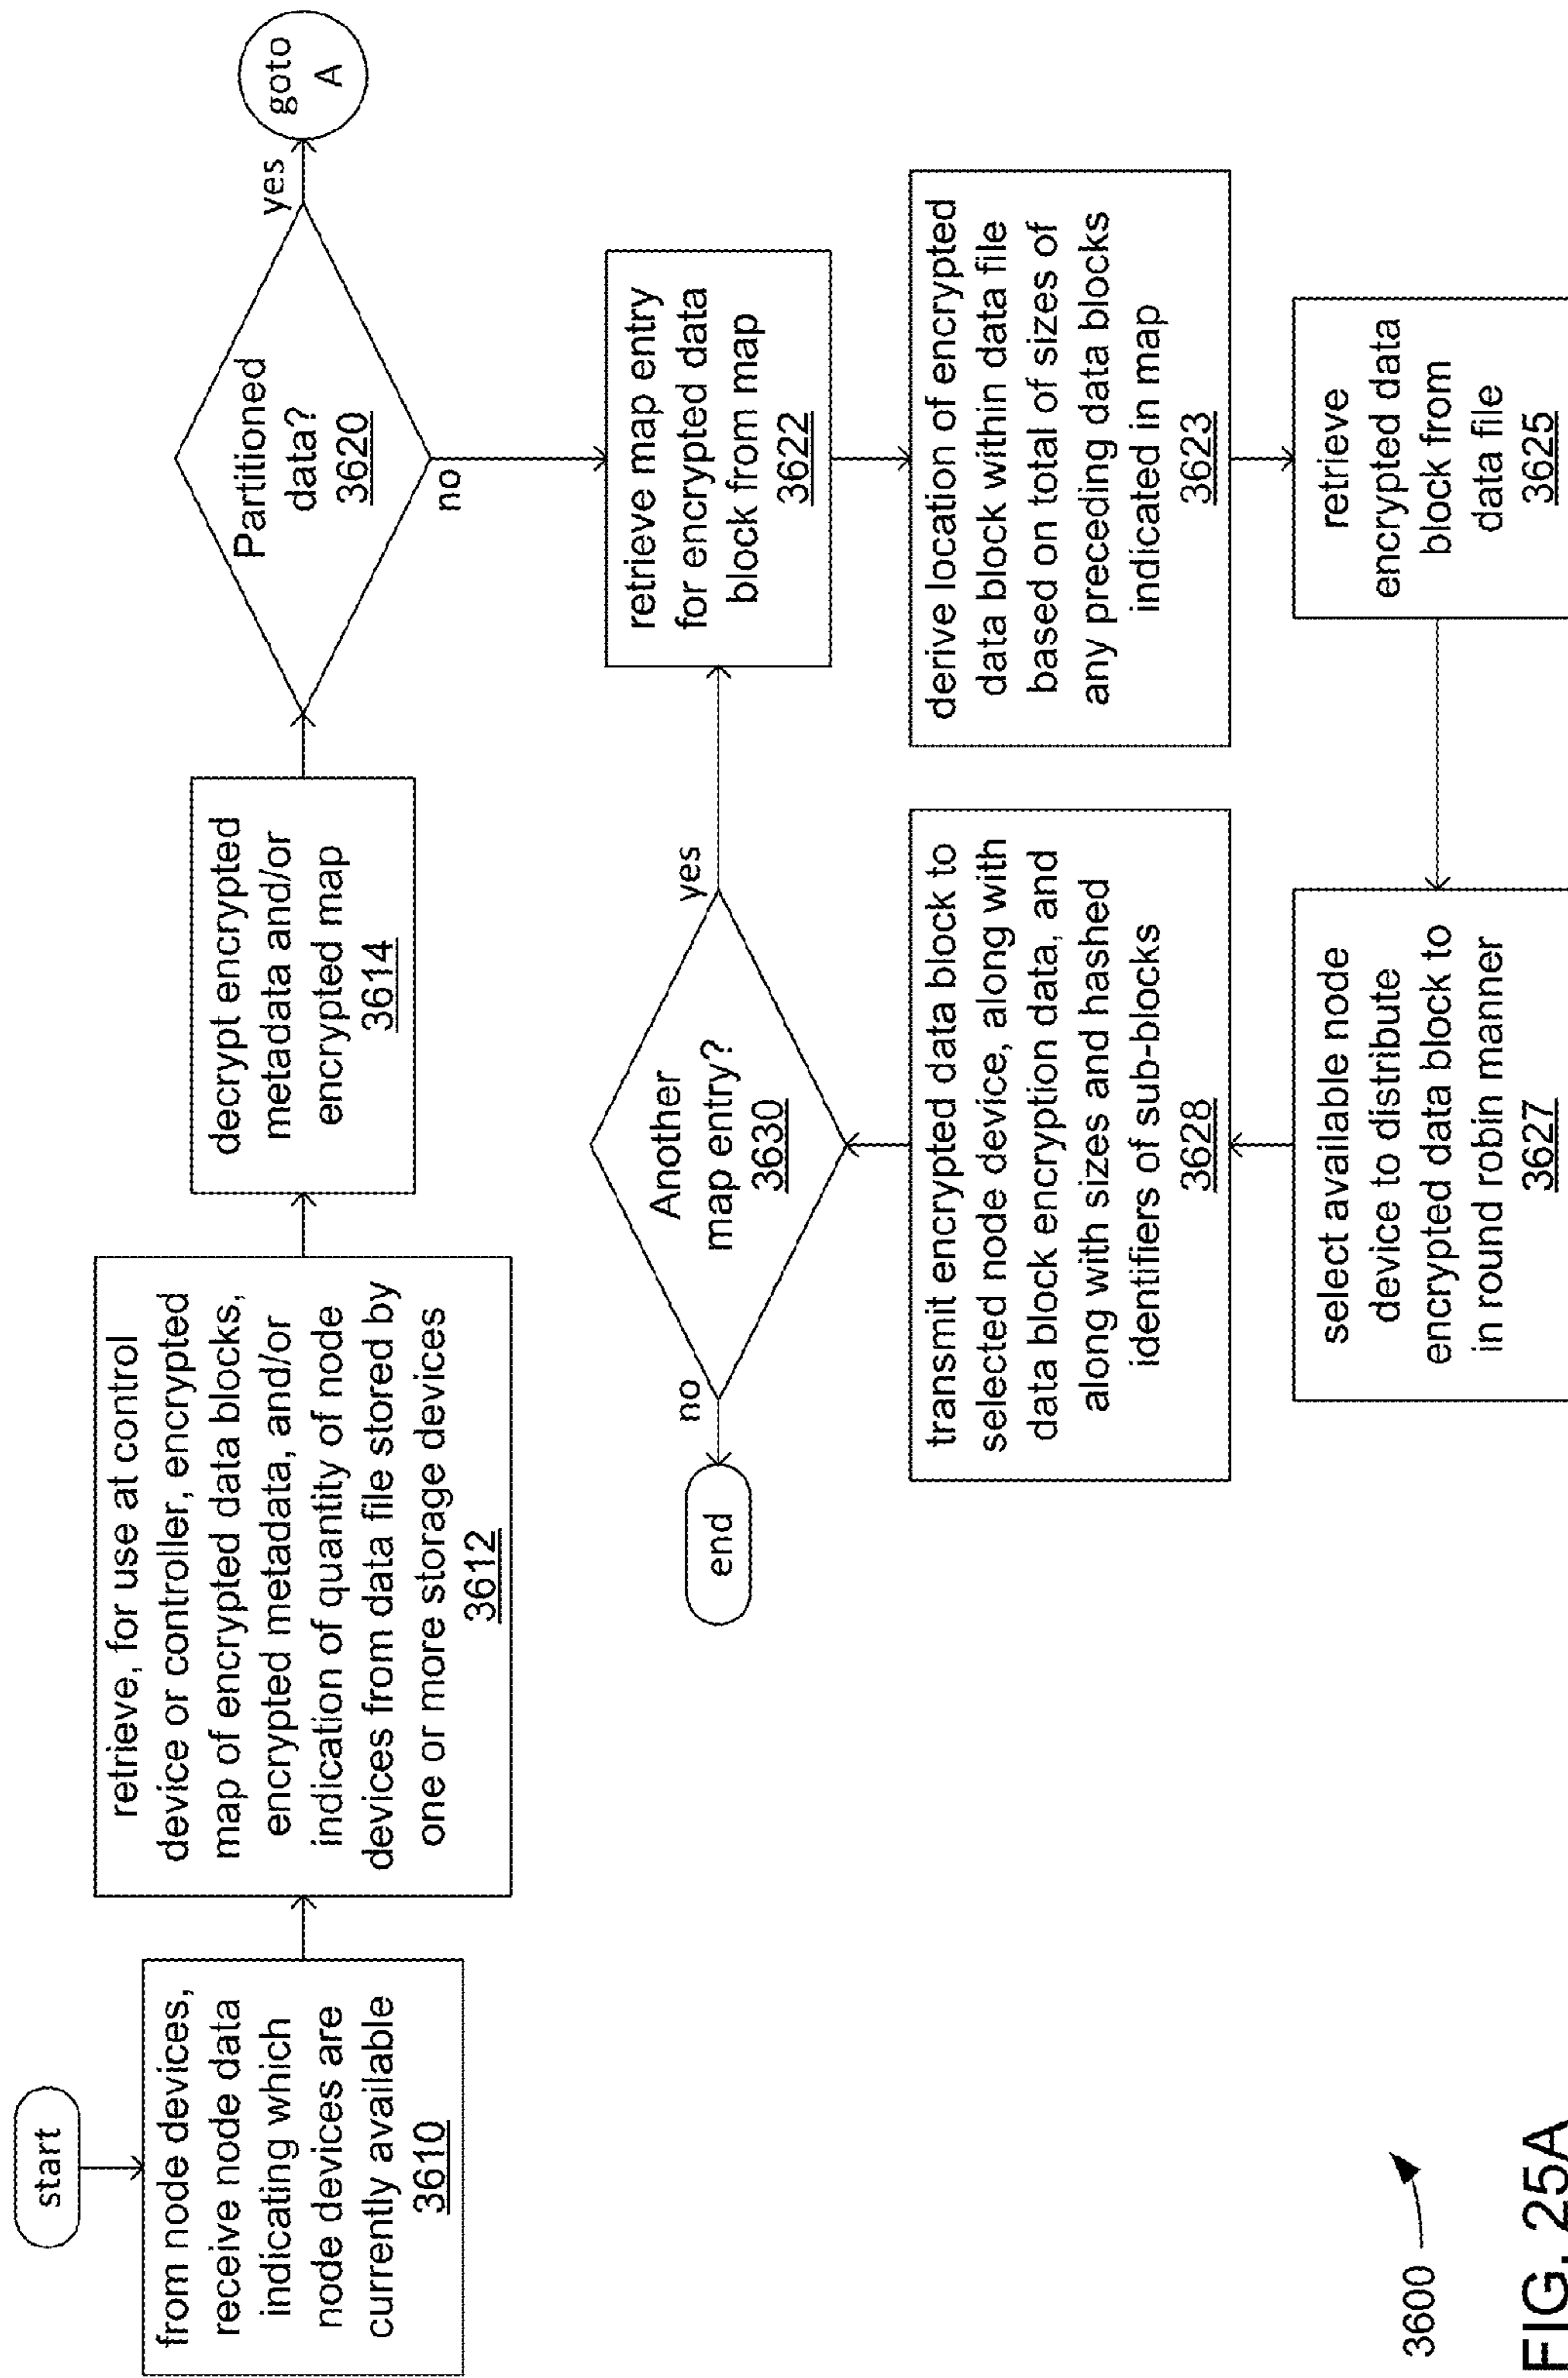 start
from node devices,
receive node data
indicating which
node devices are
currently available
3610
retrieve, for use at control
device or controller, encrypted
map of encrypted data blocks,
encrypted metadata, and/or
indication of quantity of node
devices from data file stored by
one or more storage devices
3612
decrypt encrypted
metadata and/or
encrypted map
3614
Partitioned
data?
3620
yes
goto
A
no
retrieve map entry
for encrypted data
block from map
3622
derive location of encrypted
data block within data file
based on total of sizes of
any preceding data blocks
indicated in map
3623
retrieve
encrypted data
block from
data file
3625
select available node
device to distribute
encrypted data block to
in round robin manner
3627
transmit encrypted data block to
selected node device, along with
data block encryption data, and
along with sizes and hashed
identifiers of sub-blocks
3628
Another
map entry?
3630
yes
no
end
3600
FIG. 25A